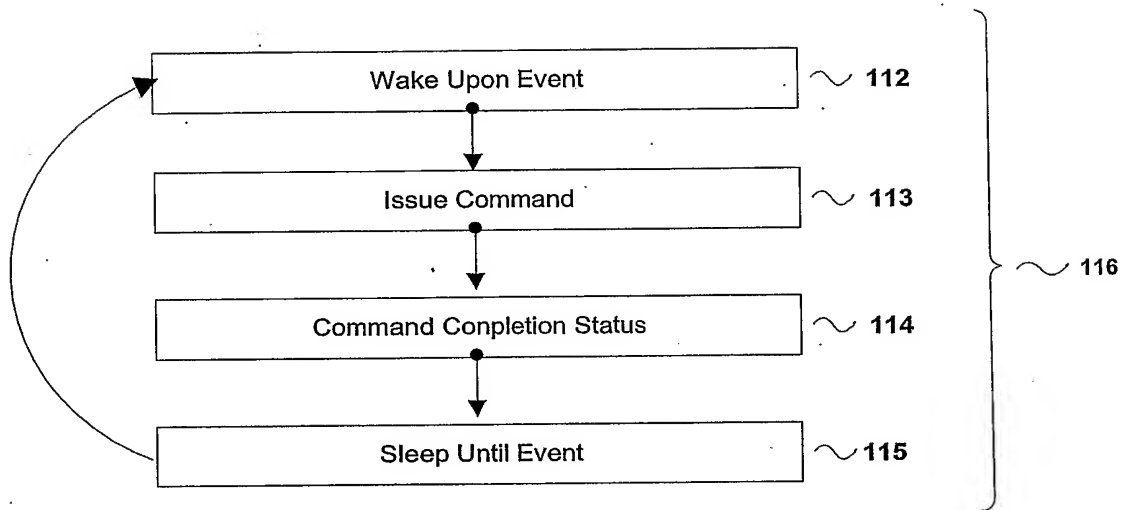 Wake Upon Event 112
Issue Command 113
Command Conpletion Status 114
Sleep Until Event 115
116